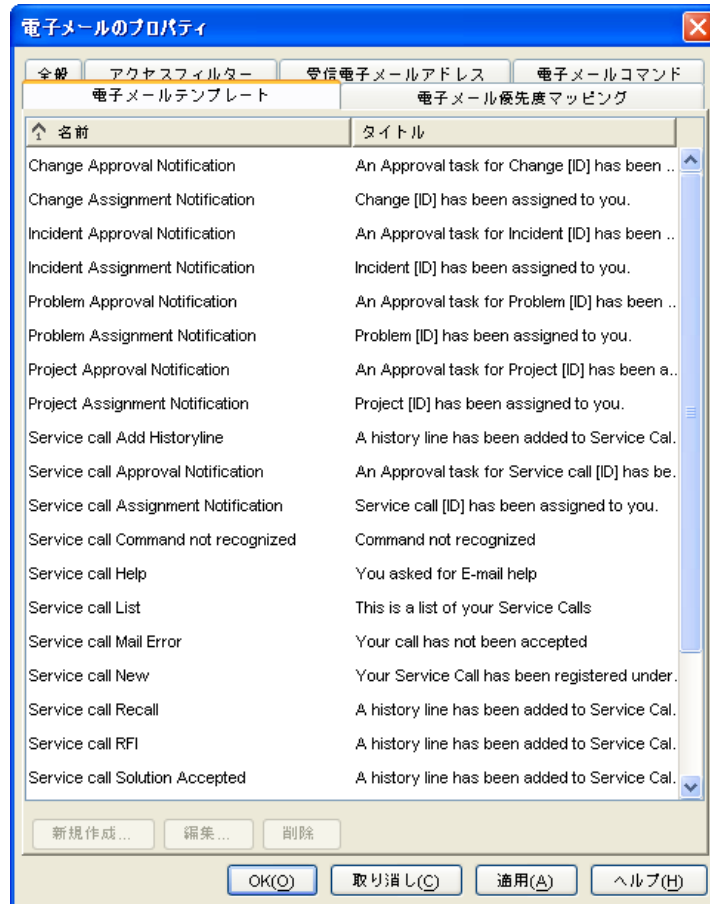 電子メールのプロパティ
全般 アクセスフィルター 受信電子メールアドレス 電子メールコマンド
電子メールテンプレート 電子メール優先度マッピング
1 名前 タイトル
Change Approval Notification An Approval task for Change [ID] has been ..
Change Assignment Notification Change [ID] has been assigned to you.
Incident Approval Notification An Approval task for Incident [ID] has been ..
Incident Assignment Notification Incident [ID] has been assigned to you.
Problem Approval Notification An Approval task for Problem [ID] has been ..
Problem Assignment Notification Problem [ID] has been assigned to you.
Project Approval Notification An Approval task for Project [ID] has been a..
Project Assignment Notification Project [ID] has been assigned to you.
Service call Add Historyline A history line has been added to Service Cal.
Service call Approval Notification An Approval task for Service call [ID] has be.
Service call Assignment Notification Service call [ID] has been assigned to you.
Service call Command not recognized Command not recognized
Service call Help You asked for E-mail help
Service call List This is a list of your Service Calls
Service call Mail Error Your call has not been accepted
Service call New Your Service Call has been registered under.
Service call Recall A history line has been added to Service Cal.
Service call RFI A history line has been added to Service Cal.
Service call Solution Accepted A history line has been added to Service Cal.
新規作成... 編集... 削除
OK(O) 取り消し(C) 適用(A) ヘルプ(H)